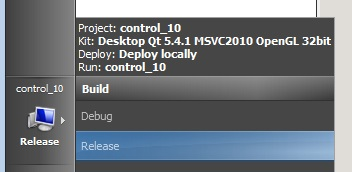 Project: control_10
Kit: Desktop Qt 5.4.1 MSVC2010 OpenGL 32bit
Deploy: Deploy locally
Run: control_10
control_10
Release
Build
Debug
Release